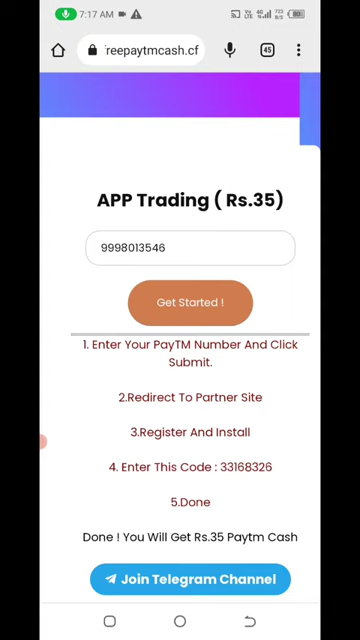 7:17 AM
80
freepaytmcash.cf
45
APP Trading ( Rs.35)
9998013546
Get Started !
1. Enter Your PayTM Number And Click
Submit.
2.Redirect To Partner Site
3.Register And Install
4. Enter This Code : 33168326
5.Done
Done ! You Will Get Rs.35 Paytm Cash
Join Telegram Channel